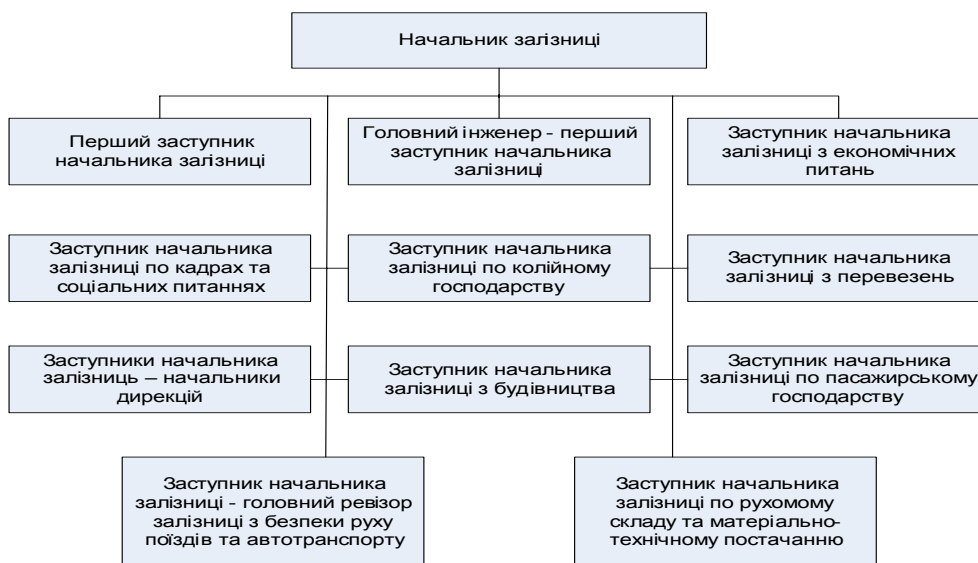 Начальник залізниці
Перший заступник
начальника залізниці
Головний інженер - перший
заступник начальника
залізниці
Заступник начальника
залізниці з економічних
питань
Заступник начальника
залізниці по кадрах та
соціальних питаннях
Заступник начальника
залізниці по колійному
господарству
Заступник начальника
залізниці з перевезень
Заступники начальника
залізниць – начальники
дирекцій
Заступник начальника
залізниці з будівництва
Заступник начальника
залізниці по пасажирському
господарству
Заступник начальника
залізниці - головний ревізор
залізниці з безпеки руху
поїздів та автотранспорту
Заступник начальника
залізниці по рухомому
складу та матеріально-
технічному постачанню